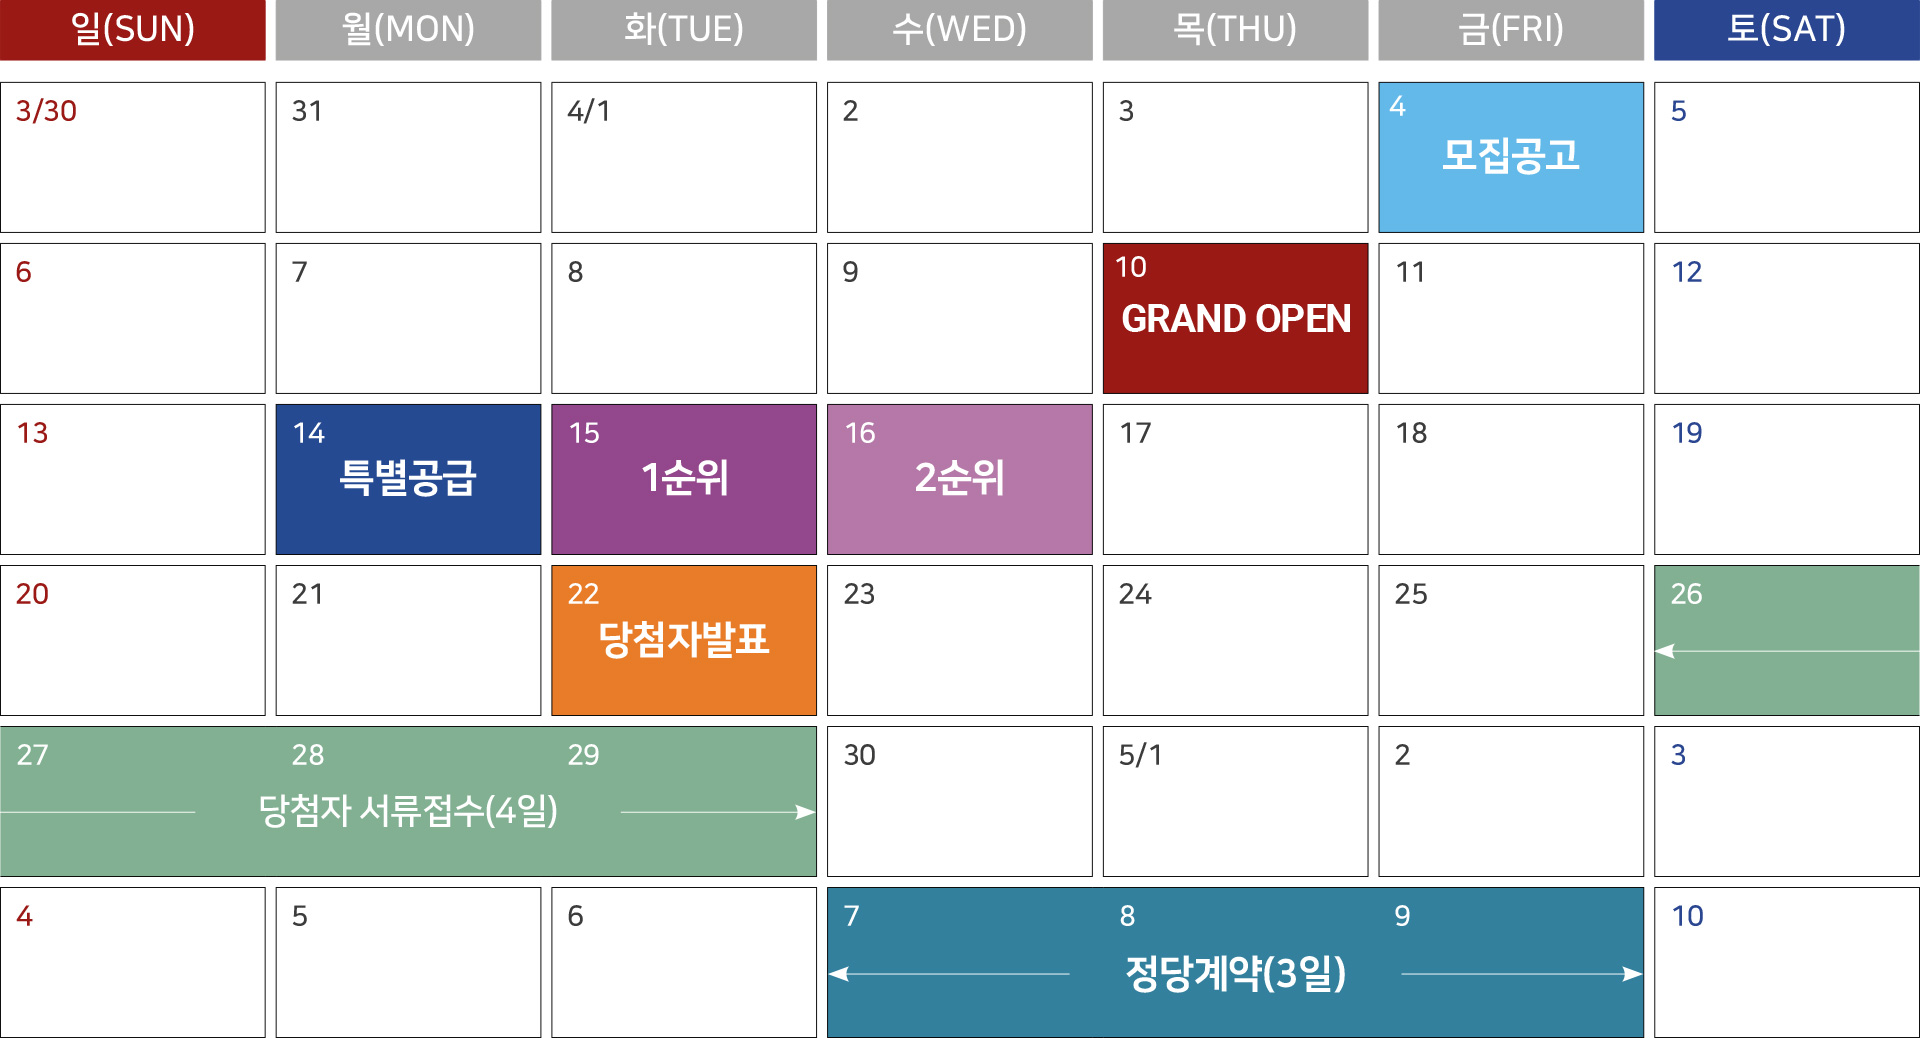 일(SUN) 월(MON) 화(TUE) 수(WED) 목(THU) 금(FRI) 토(SAT)
3/30 31 4/1 2 3 4 5
모집공고
6 7 8 9 10 11 12
GRAND OPEN
13 14 15 16 17 18 19
특별공급 1순위 2순위
20 21 22 23 24 25 26
당첨자발표
27 28 29 30 5/1 2 3
당첨자 서류접수(4일)
4 5 6 7 8 9 10
정당계약(3일)